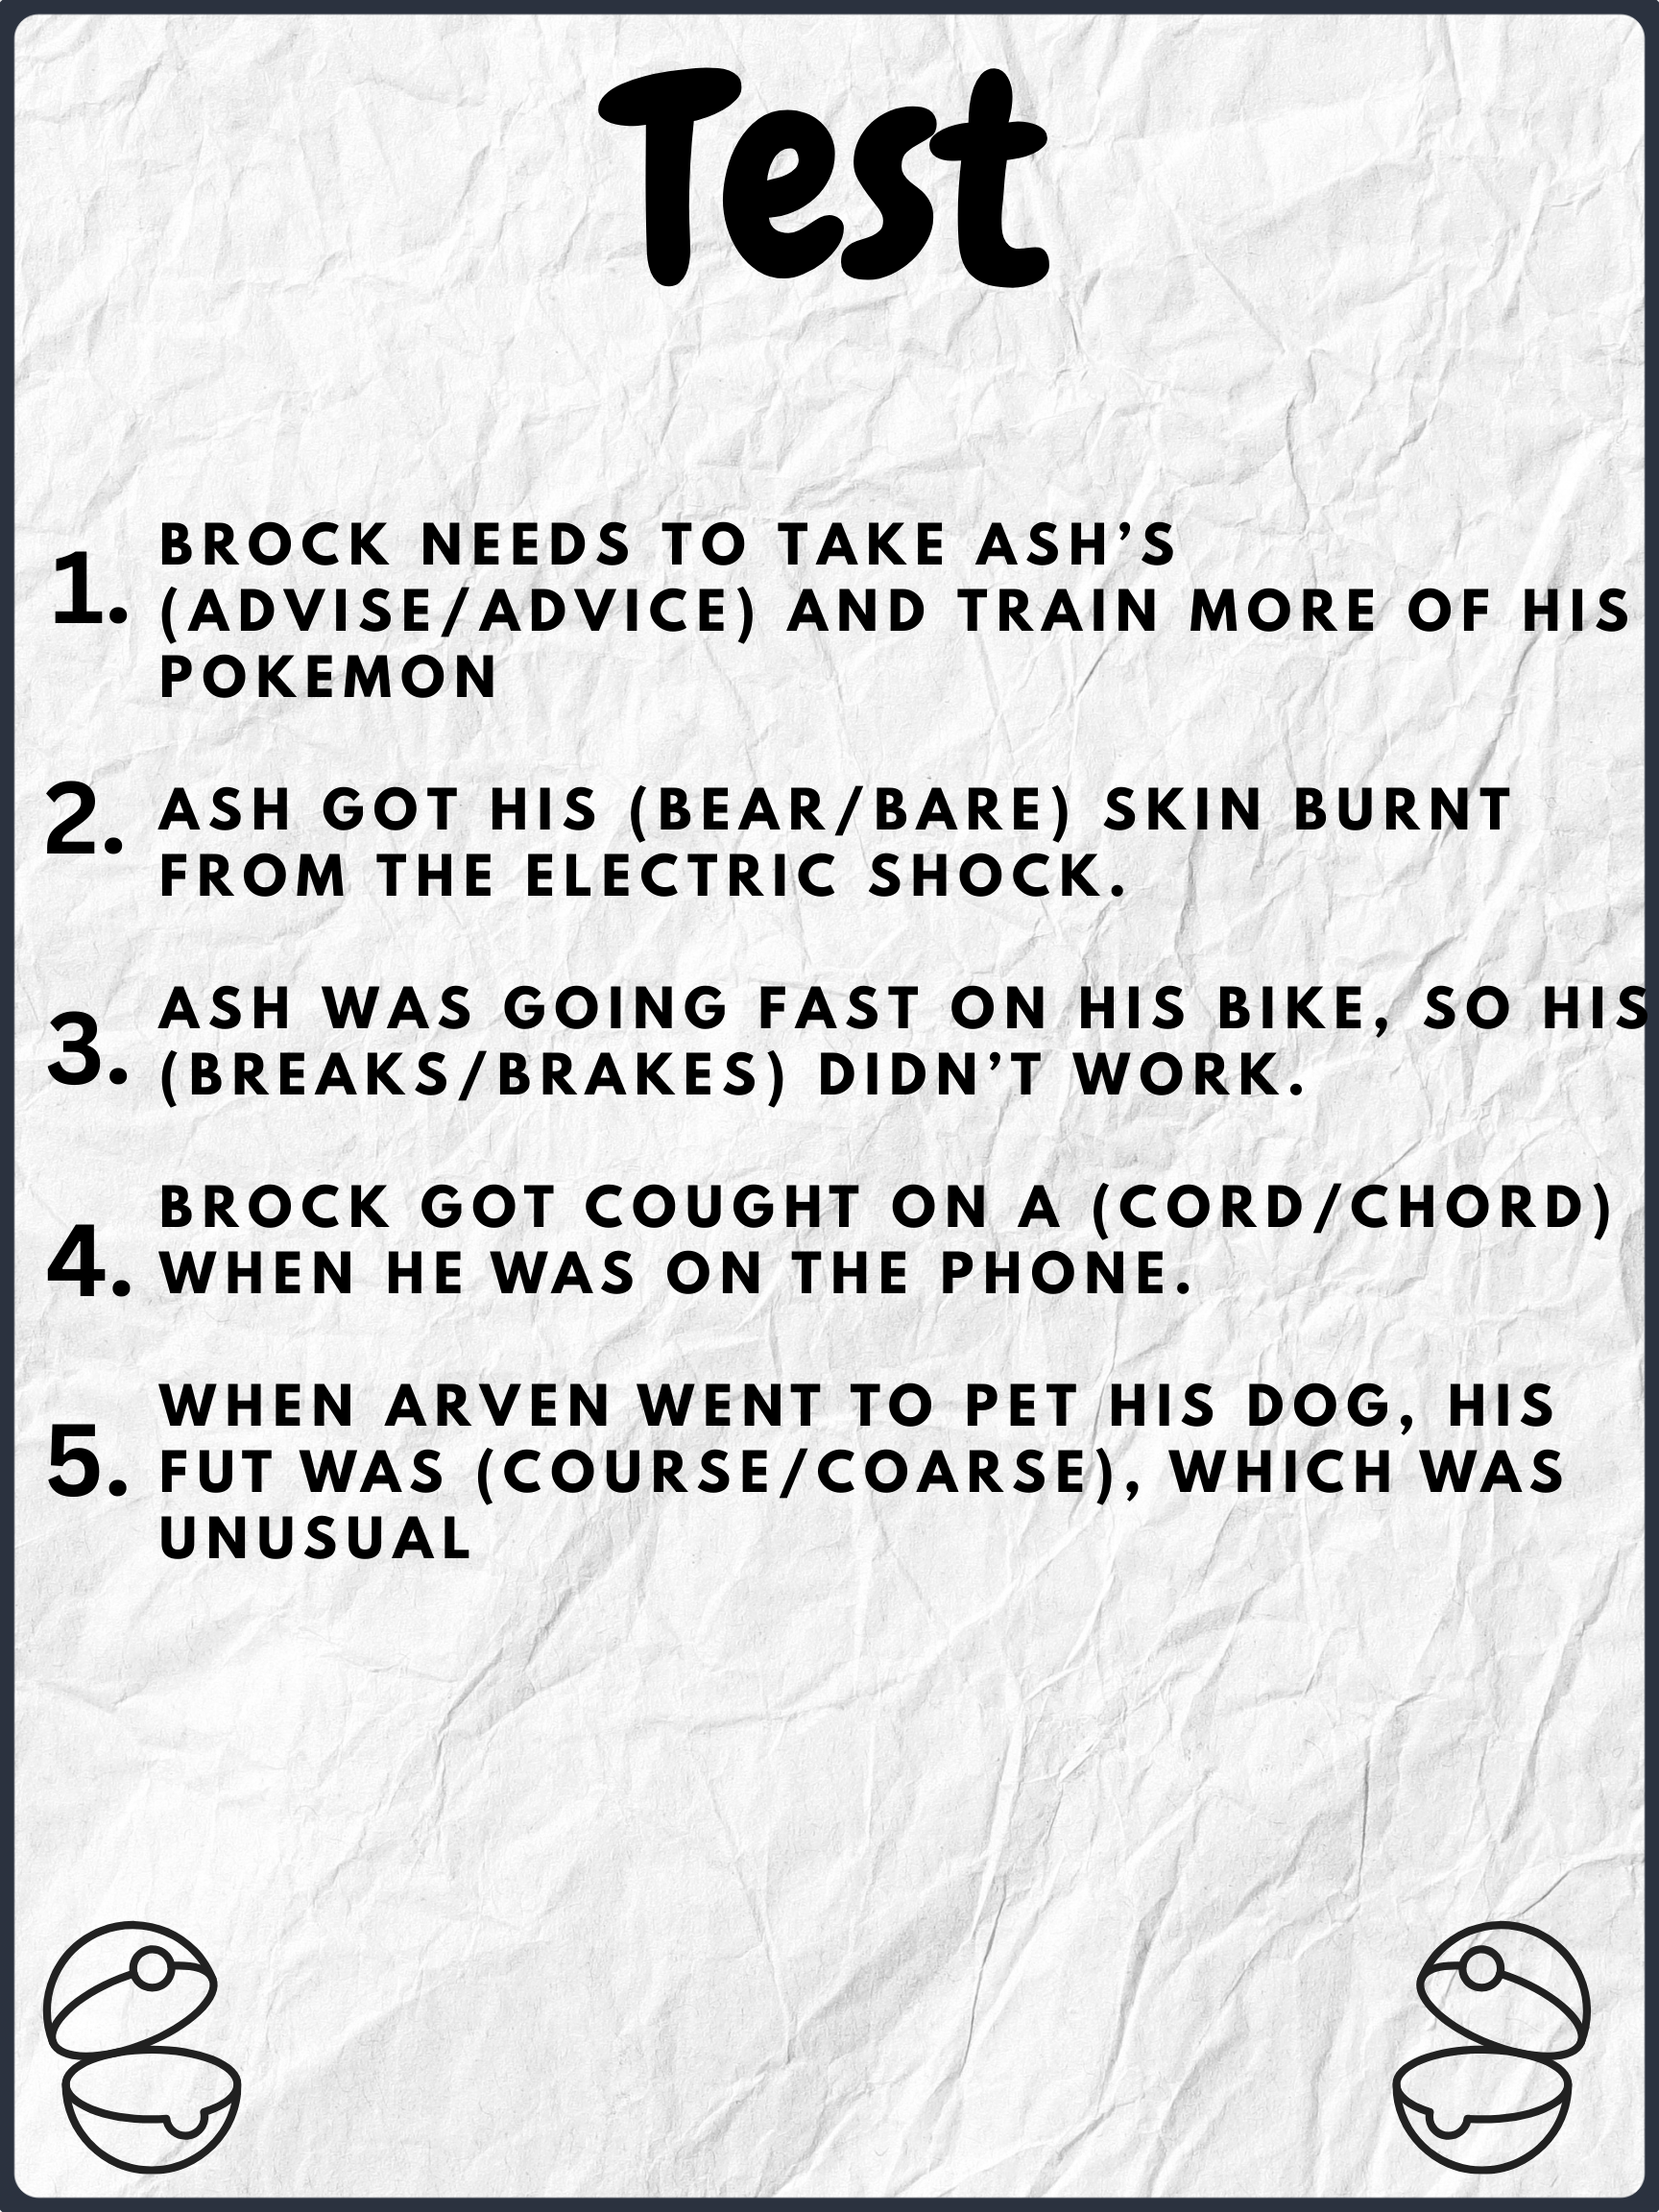 Test
1. BROCK NEEDS TO TAKE ASH’S
(ADVISE/ADVICE) AND TRAIN MORE OF HIS
POKEMON
2. ASH GOT HIS (BEAR/BARE) SKIN BURNT
FROM THE ELECTRIC SHOCK.
3. ASH WAS GOING FAST ON HIS BIKE, SO HIS
(BREAKS/BRAKES) DIDN’T WORK.
4. BROCK GOT COUGHT ON A (CORD/CHORD)
WHEN HE WAS ON THE PHONE.
5. WHEN ARVEN WENT TO PET HIS DOG, HIS
FUT WAS (COURSE/COARSE), WHICH WAS
UNUSUAL